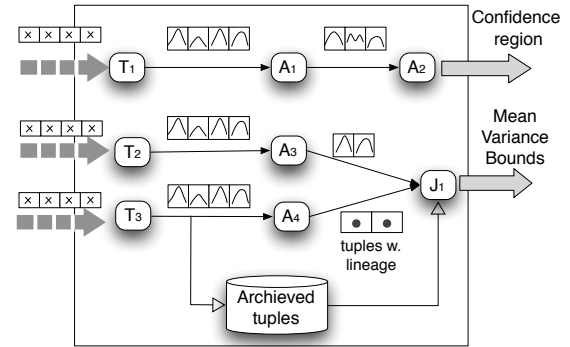 x x x x
Confidence
region
T1
A1
A2
x x x x
Mean
Variance
Bounds
T2
A3
J1
x x x x
T3
A4
tuples w.
lineage
Archieved
tuples